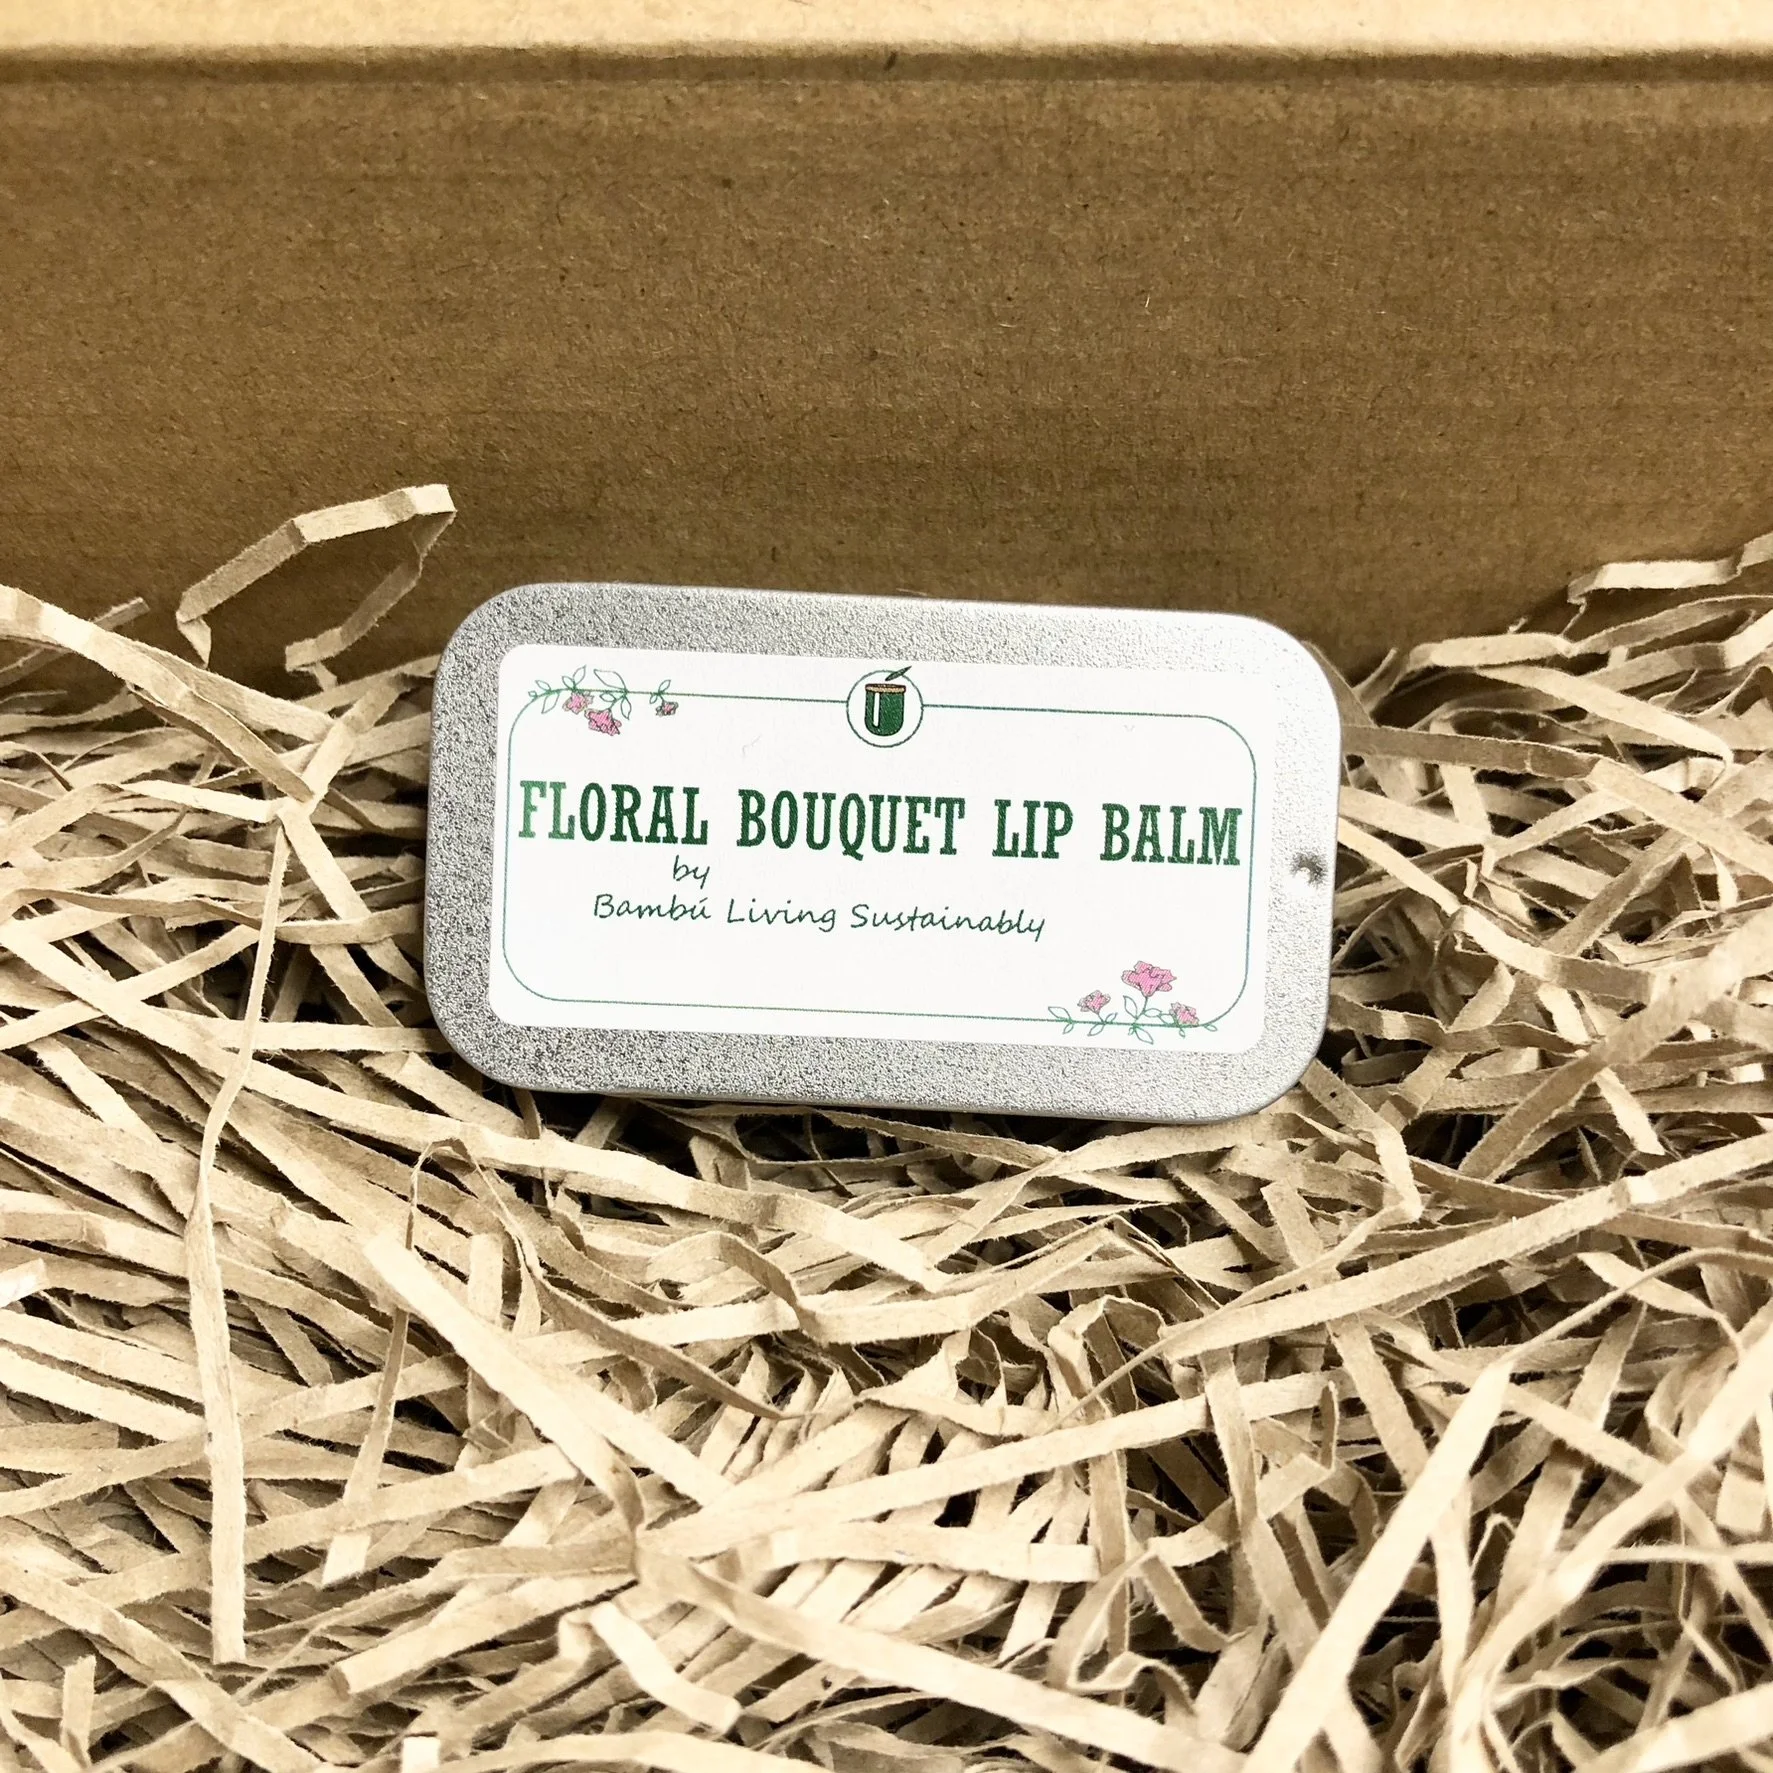 FLORAL BOUQUET LIP BALM
by
Bambú Living Sustainably